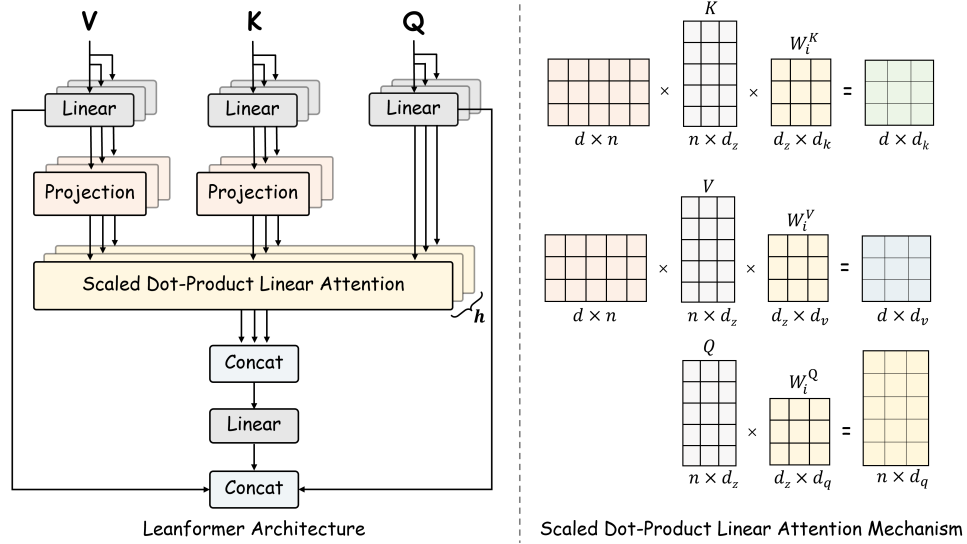 V K Q
Linear Linear Linear
Projection Projection
Scaled Dot-Product Linear Attention
h
Concat
Linear
Concat
Leanformer Architecture
K
W_i^K
× × =
d × n n × d_z d_z × d_k d × d_k
V
W_i^V
× × =
d × n n × d_z d_z × d_v d × d_v
Q
W_i^Q
× =
n × d_z d_z × d_q n × d_q
Scaled Dot-Product Linear Attention Mechanism